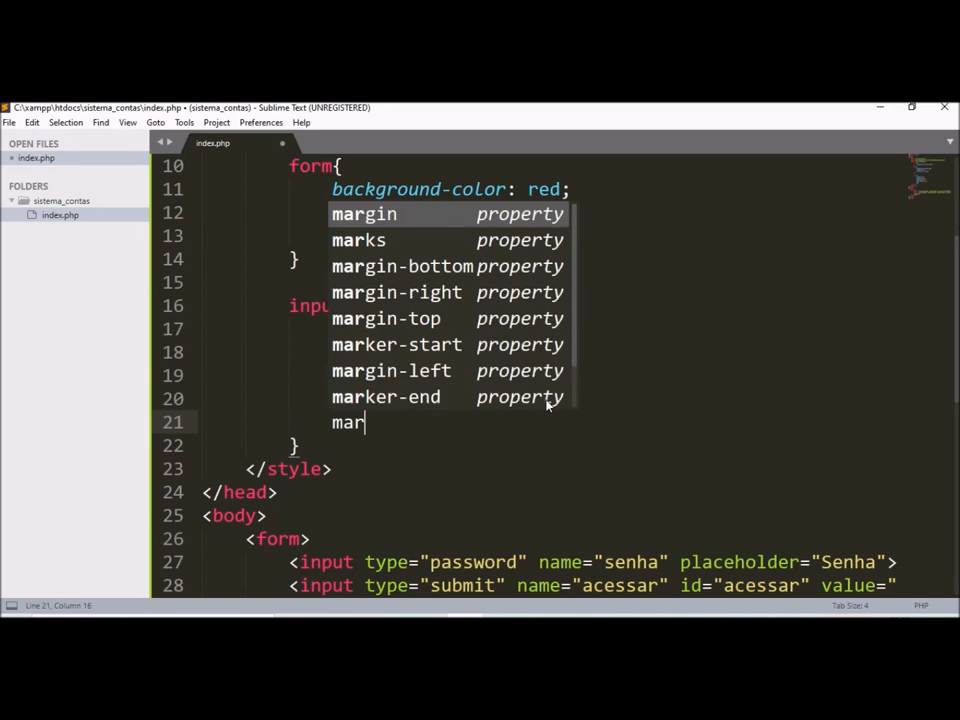 C:\xampp\htdocs\sistema_contas\index.php • (sistema_contas) - Sublime Text (UNREGISTERED)
File Edit Selection Find View Goto Tools Project Preferences Help
OPEN FILES
index.php
FOLDERS
sistema_contas
index.php
index.php
10 form{
11 background-color: red;
12 margin property
13 marks property
14 } margin-bottom property
15 margin-right property
16 inpu margin-top property
17
18 marker-start property
19 margin-left property
20 marker-end property
21 mar
22 }
23 </style>
24 </head>
25 <body>
26 <form>
27 <input type="password" name="senha" placeholder="Senha">
28 <input type="submit" name="acessar" id="acessar" value="
Line 21, Column 16
Tab Size: 4
PHP